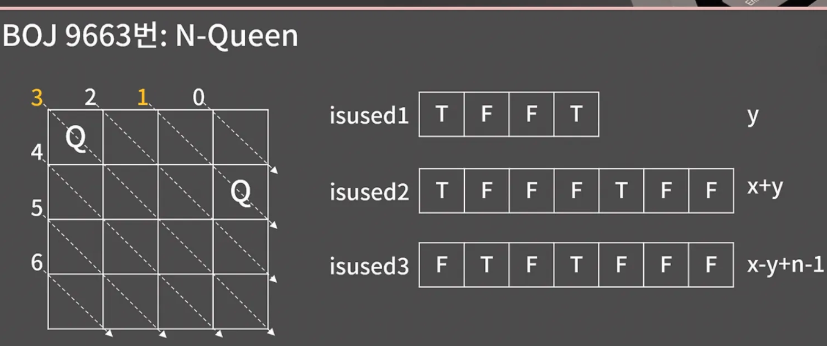 BOJ 9663번: N-Queen
3 2 1 0
Q
4
Q
5
6
isused1 T F F T y
isused2 T F F F T F F x+y
isused3 F T F T F F F x-y+n-1